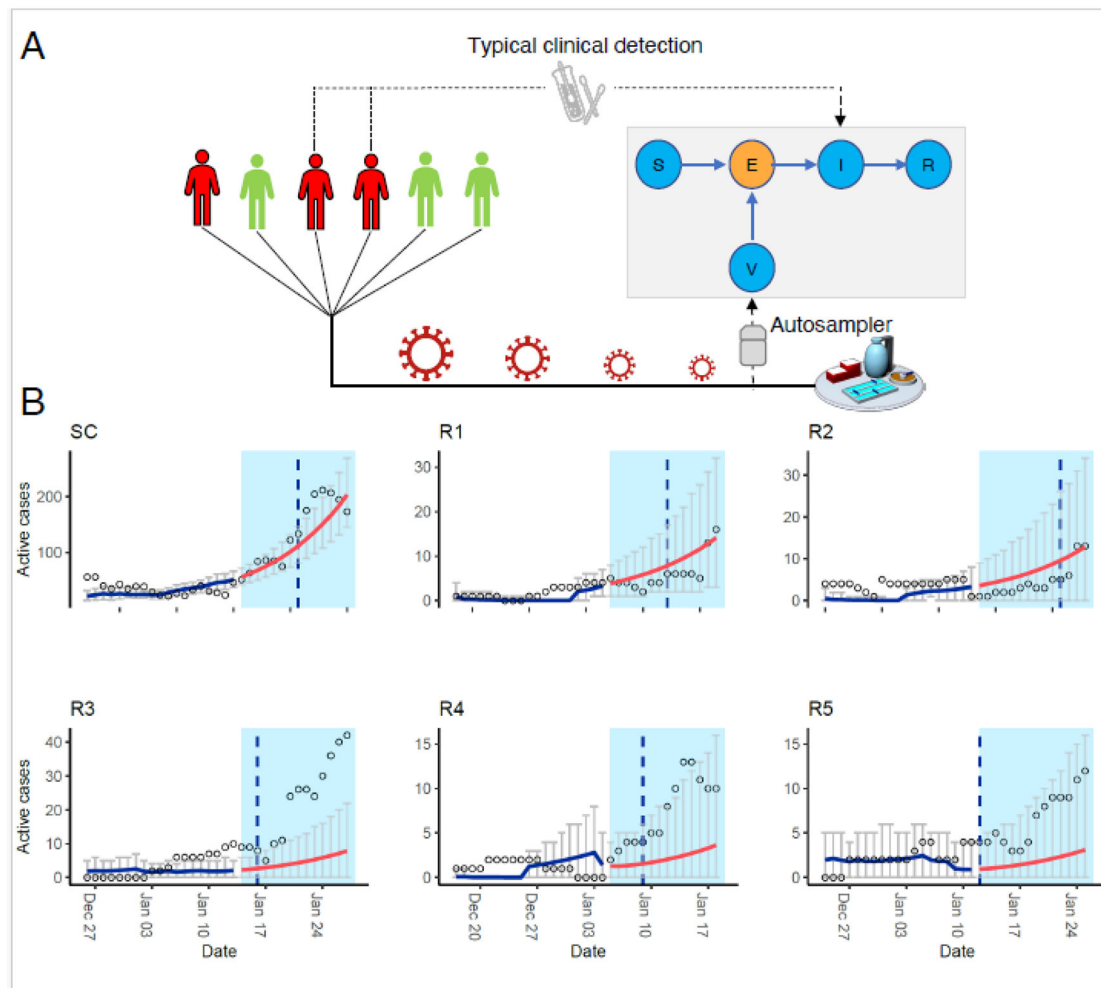 A
Typical clinical detection
S
E
I
R
V
Autosampler
B
SC
R1
R2
Active cases
200
100
30
20
10
0
30
20
10
0
R3
R4
R5
Active cases
40
30
20
10
0
15
10
5
0
15
10
5
0
Dec 27
Jan 03
Jan 10
Jan 17
Jan 24
Dec 20
Dec 27
Jan 03
Jan 10
Jan 17
Dec 27
Jan 03
Jan 10
Jan 17
Jan 24
Date
Date
Date